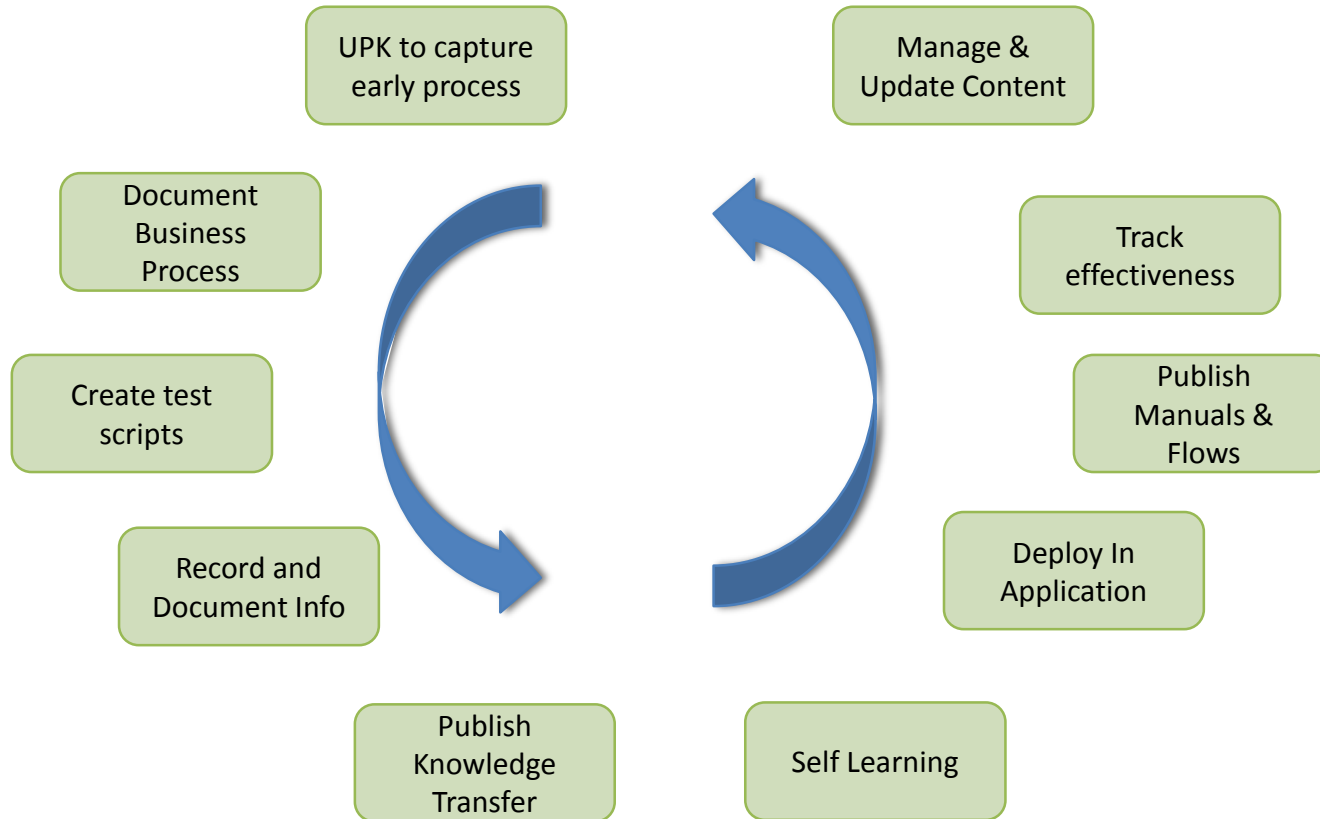 UPK to capture
early process
Manage &
Update Content
Document
Business
Process
Track
effectiveness
Create test
scripts
Publish
Manuals &
Flows
Record and
Document Info
Deploy In
Application
Publish
Knowledge
Transfer
Self Learning